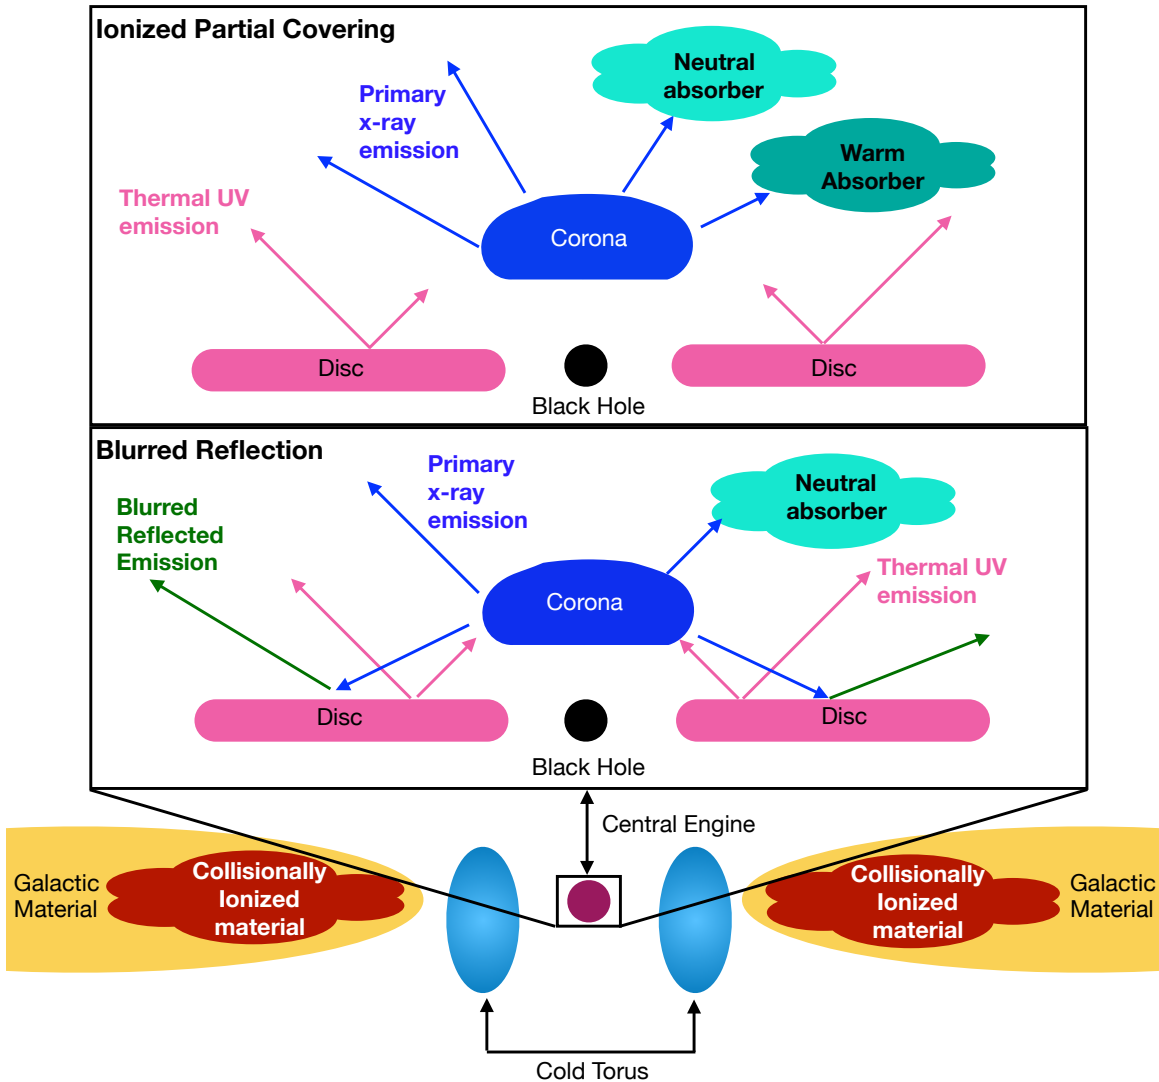 Ionized Partial Covering
Neutral
absorber
Primary
x-ray
emission
Warm
Absorber
Thermal UV
emission
Corona
Disc
Disc
Black Hole
Blurred Reflection
Primary
x-ray
emission
Neutral
absorber
Blurred
Reflected
Emission
Thermal UV
emission
Corona
Disc
Disc
Black Hole
Central Engine
Galactic
Material
Collisionally
Ionized
material
Collisionally
Ionized
material
Galactic
Material
Cold Torus